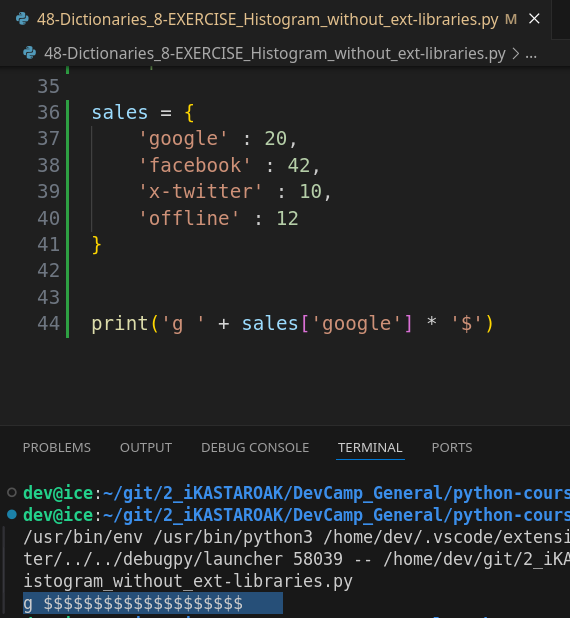 48-Dictionaries_8-EXERCISE_Histogram_without_ext-libraries.py M ×
48-Dictionaries_8-EXERCISE_Histogram_without_ext-libraries.py > ...
35
36 sales = {
37 'google' : 20,
38 'facebook' : 42,
39 'x-twitter' : 10,
40 'offline' : 12
41 }
42
43
44 print('g ' + sales['google'] * '$')
PROBLEMS OUTPUT DEBUG CONSOLE TERMINAL PORTS
dev@ice:~/git/2_iKASTAROAK/DevCamp_General/python-cours
dev@ice:~/git/2_iKASTAROAK/DevCamp_General/python-cours
/usr/bin/env /usr/bin/python3 /home/dev/.vscode/extensi
ter/../../debugpy/launcher 58039 -- /home/dev/git/2_iKA
istogram_without_ext-libraries.py
g $$$$$$$$$$$$$$$$$$$$